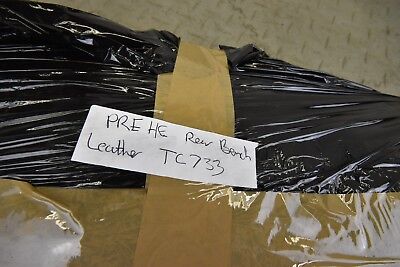 PRE HE Rear Bench
Leather TC733